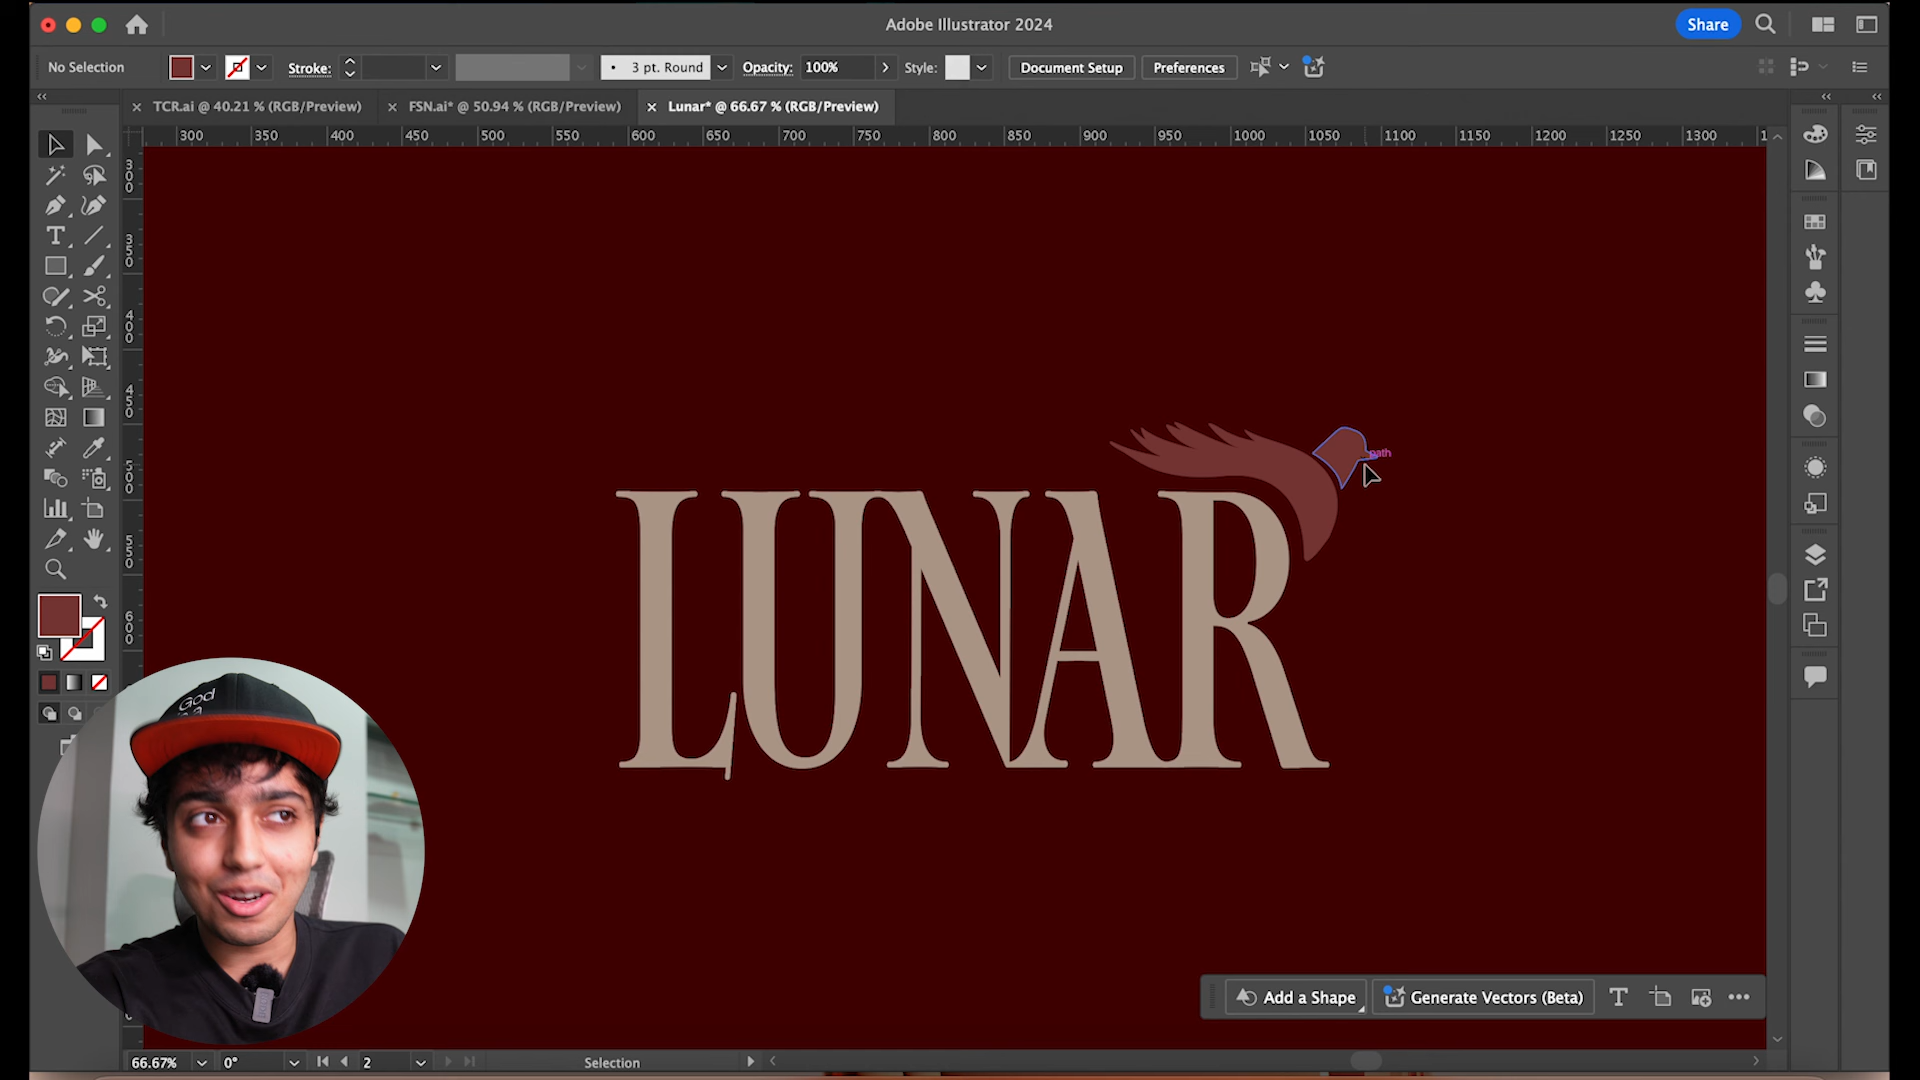 Adobe Illustrator 2024
Share
No Selection
Stroke:
3 pt. Round
Opacity:
100%
Style:
Document Setup
Preferences
TCR.ai @ 40.21 % (RGB/Preview)
FSN.ai* @ 50.94 % (RGB/Preview)
Lunar* @ 66.67 % (RGB/Preview)
300 350 400 450 500 550 600 650 700 750 800 850 900 950 1000 1050 1100 1150 1200 1250 1300 1
300
350
400
450
500
550
600
path
LUNAR
God
is a
Add a Shape
Generate Vectors (Beta)
66.67%
0°
2
Selection